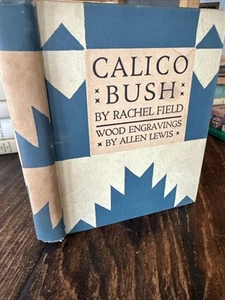 CALICO
: BUSH :
BY RACHEL FIELD
WOOD ENGRAVINGS
BY ALLEN LEWIS